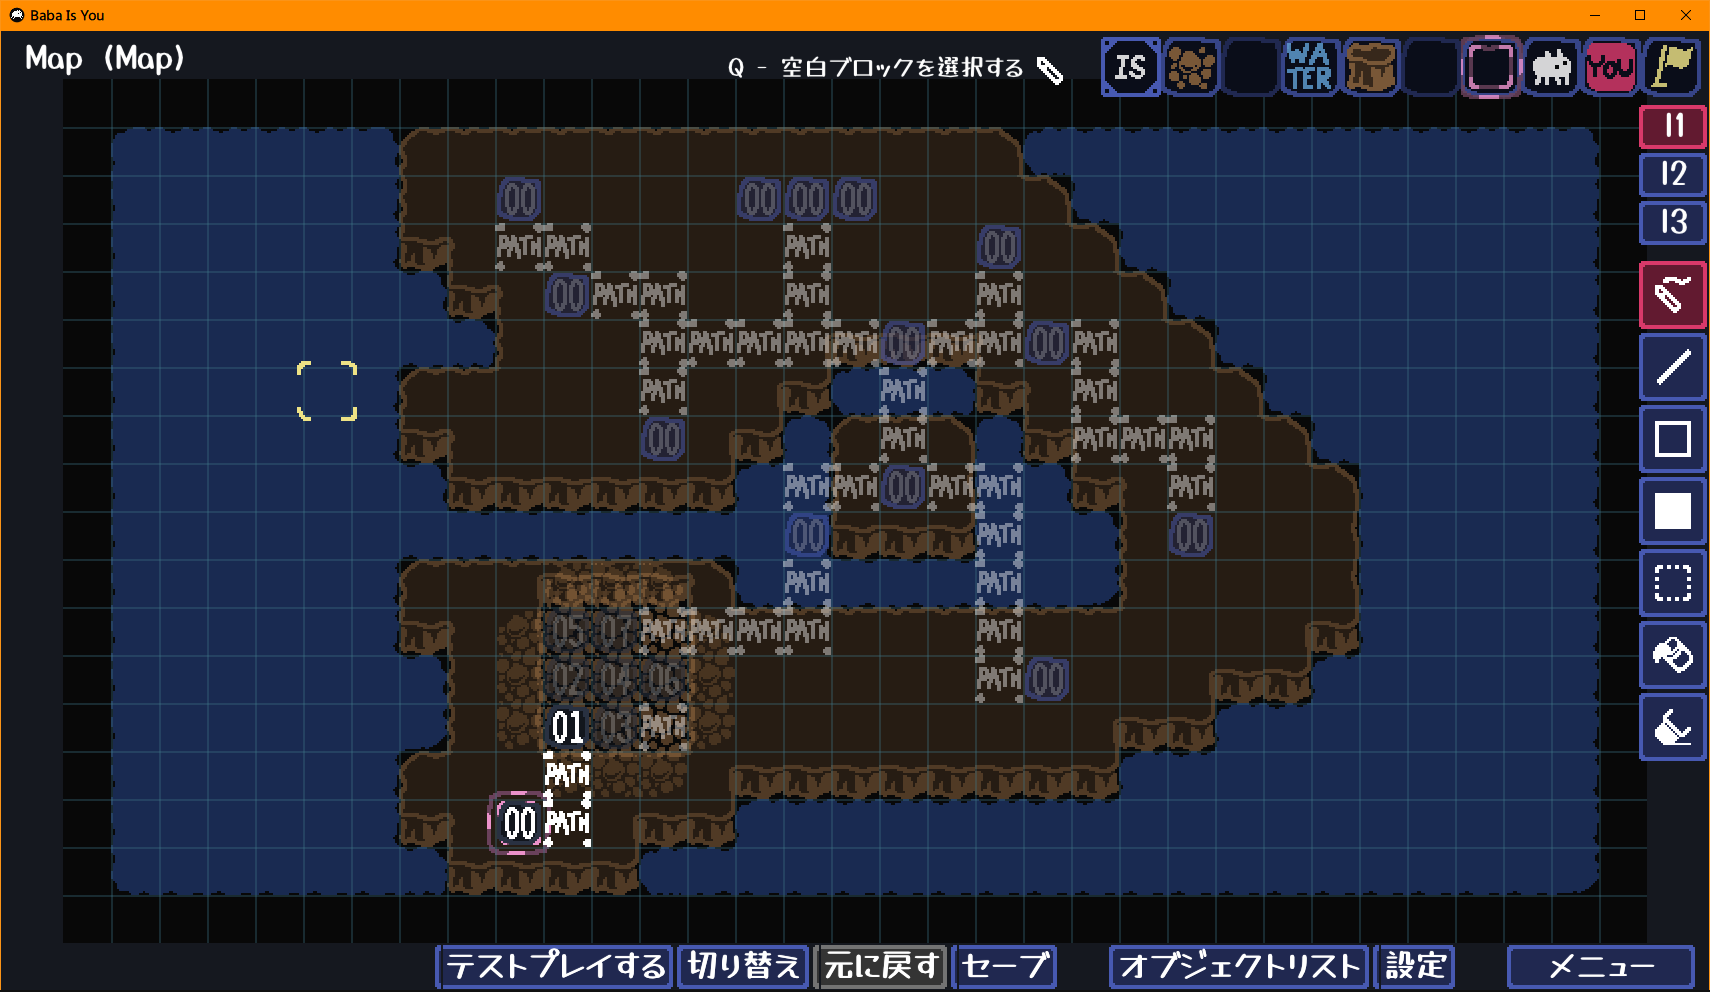 Baba Is You
Map (Map)
Q - 空白ブロックを選択する
IS
WA
TER
YOU
l1
l2
l3
00 00 00 00
PATH PATH PATH 00
00 PATH PATH PATH PATH
PATH PATH PATH PATH PATH 00 PATH PATH 00 PATH
PATH PATH PATH
00 PATH PATH PATH PATH
PATH PATH 00 PATH PATH PATH
00 PATH 00
PATH PATH
05 07 PATH PATH PATH PATH PATH
02 04 06 PATH 00
01 03 PATH
PATH
00 PATH
テストプレイする 切り替え 元に戻す セーブ オブジェクトリスト 設定 メニュー